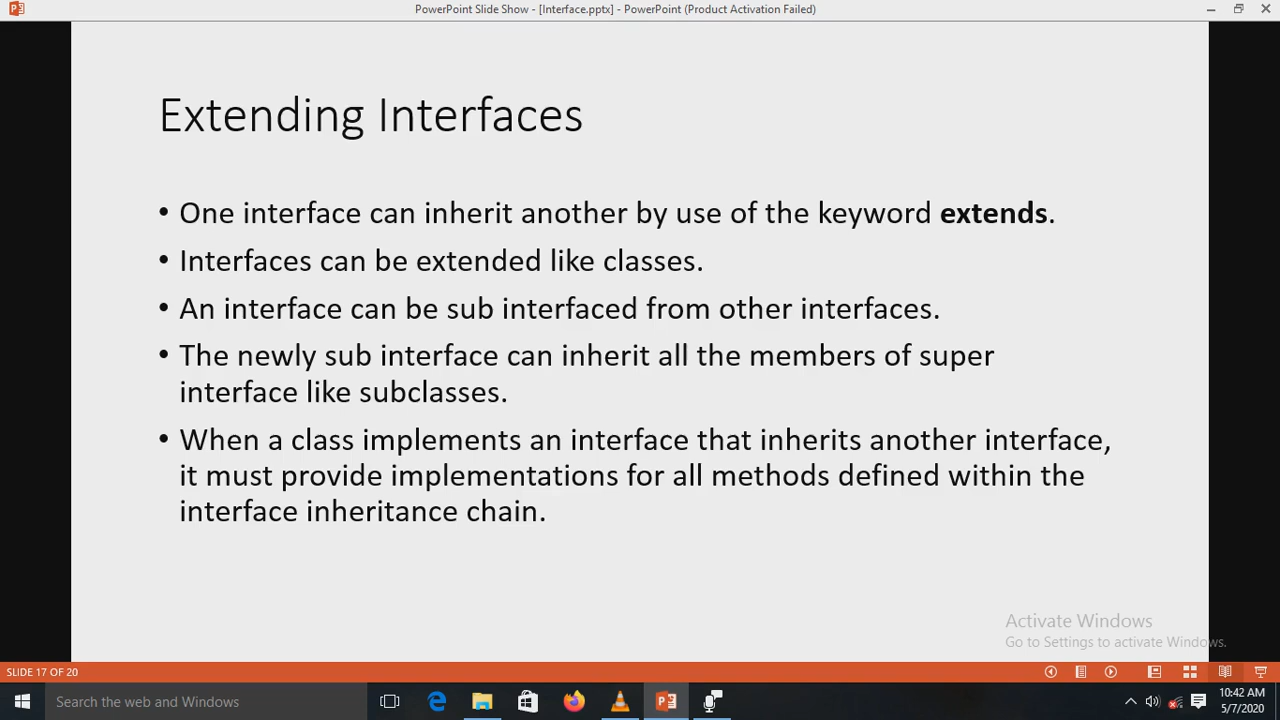 PowerPoint Slide Show - [Interface.pptx] - PowerPoint (Product Activation Failed)
Extending Interfaces
• One interface can inherit another by use of the keyword extends.
• Interfaces can be extended like classes.
• An interface can be sub interfaced from other interfaces.
• The newly sub interface can inherit all the members of super
interface like subclasses.
• When a class implements an interface that inherits another interface,
it must provide implementations for all methods defined within the
interface inheritance chain.
Activate Windows
Go to Settings to activate Windows.
SLIDE 17 OF 20
Search the web and Windows
10:42 AM
5/7/2020